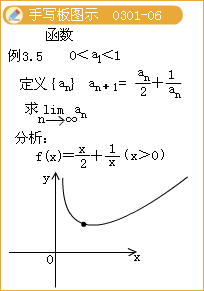 手写板图示 0301-06
函数
例3.5 0<a₁<1
定义{aₙ} aₙ₊₁= aₙ/2 + 1/aₙ
求 lim aₙ
n→∞
分析:
f(x)= x/2 + 1/x (x>0)
y
0
x